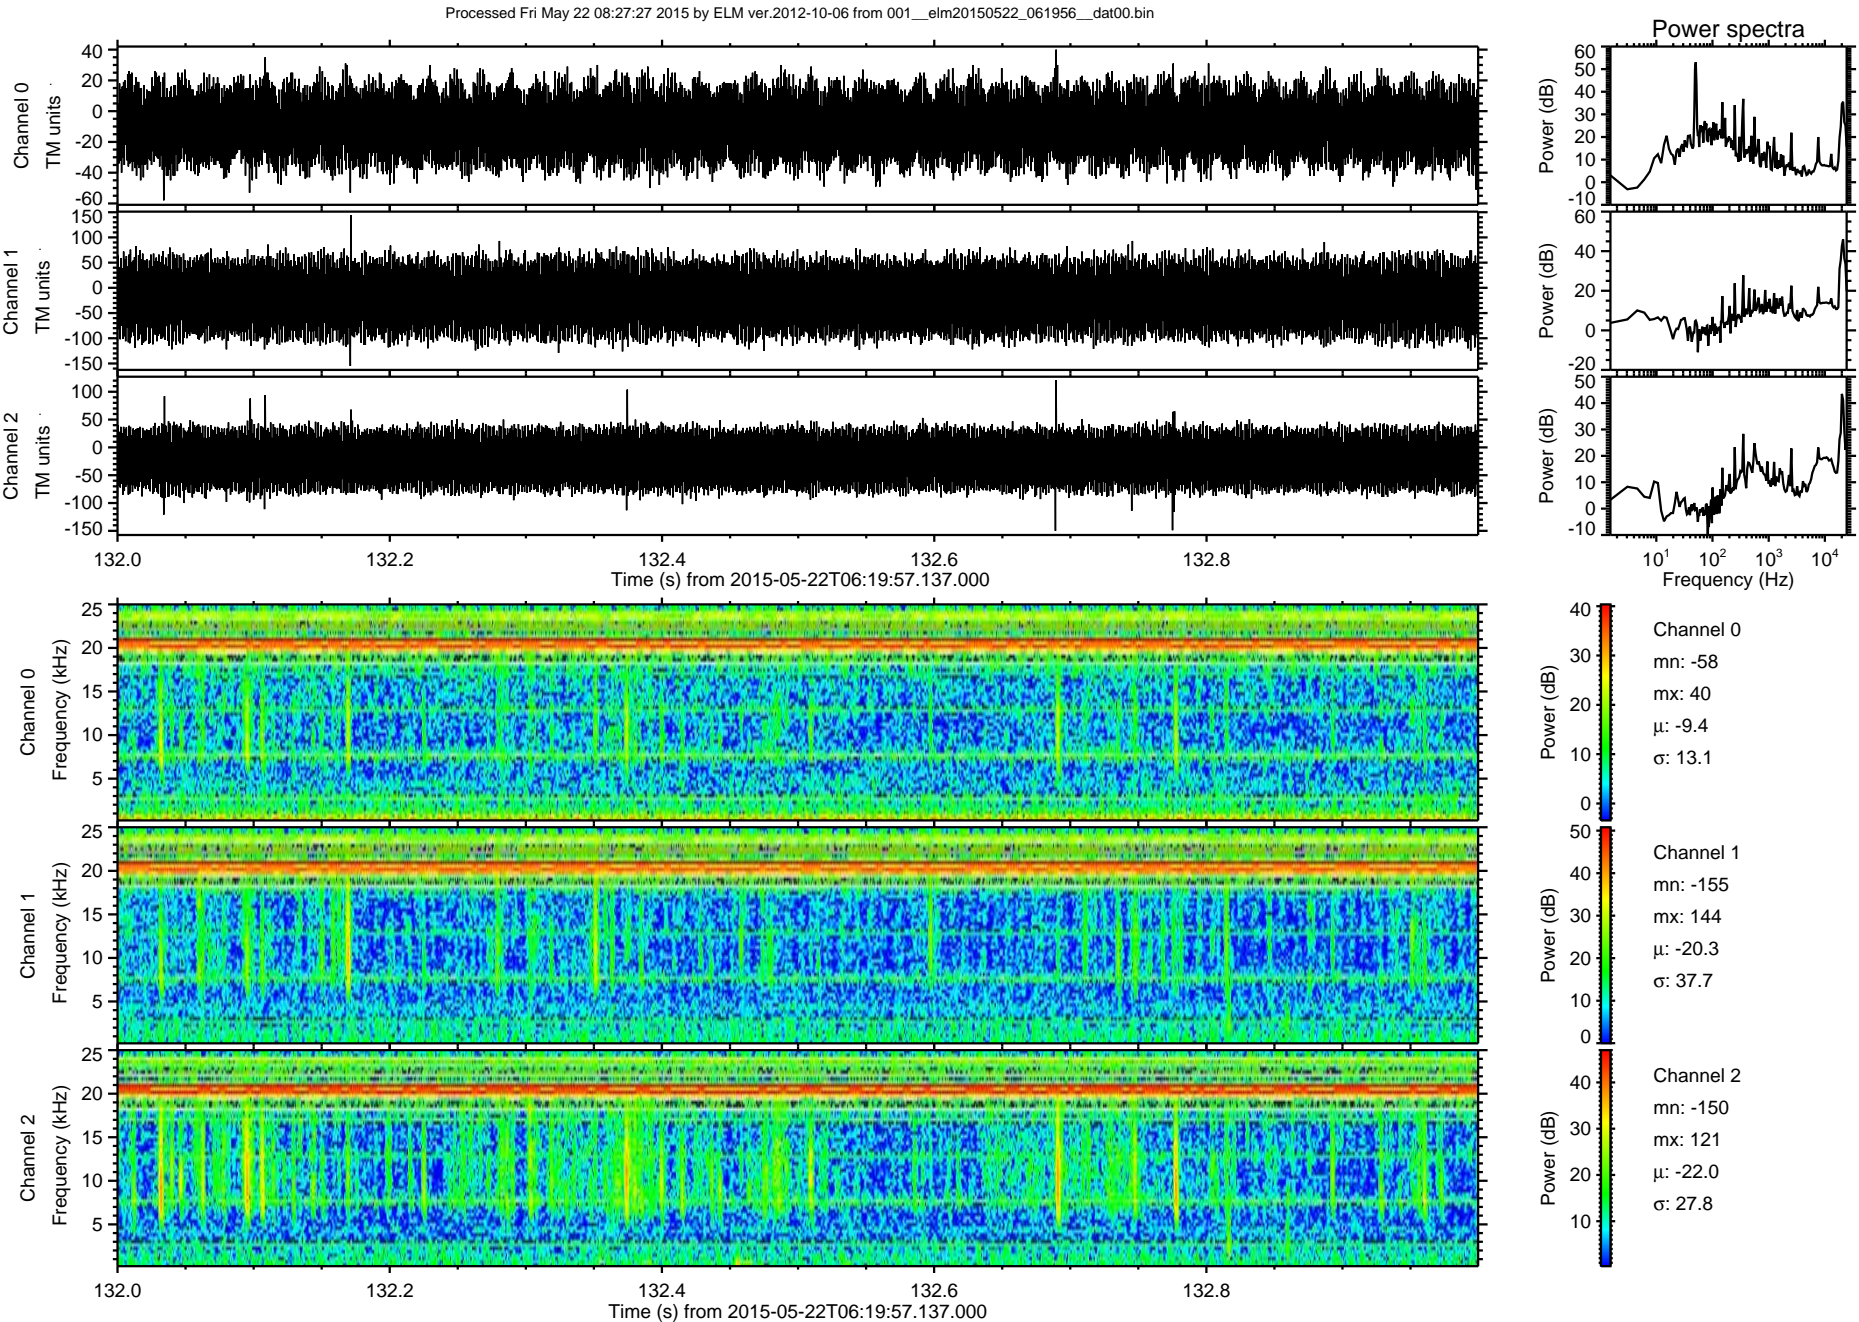 Processed Fri May 22 08:27:27 2015 by ELM ver.2012-10-06 from 001__elm20150522_061956__dat00.bin
Power spectra
Channel 0
TM units
40
20
0
-20
-40
-60
Power (dB)
60
50
40
30
20
10
0
-10
Channel 1
TM units
150
100
50
0
-50
-100
-150
Power (dB)
60
40
20
0
-20
Channel 2
TM units
100
50
0
-50
-100
-150
Power (dB)
50
40
30
20
10
0
-10
132.0 132.2 132.4 132.6 132.8
Time (s) from 2015-05-22T06:19:57.137.000
10^1 10^2 10^3 10^4
Frequency (Hz)
Channel 0
Frequency (kHz)
25
20
15
10
5
Power (dB)
40
30
20
10
0
Channel 0
mn: -58
mx: 40
μ: -9.4
σ: 13.1
Channel 1
Frequency (kHz)
25
20
15
10
5
Power (dB)
50
40
30
20
10
0
Channel 1
mn: -155
mx: 144
μ: -20.3
σ: 37.7
Channel 2
Frequency (kHz)
25
20
15
10
5
Power (dB)
40
30
20
10
Channel 2
mn: -150
mx: 121
μ: -22.0
σ: 27.8
132.0 132.2 132.4 132.6 132.8
Time (s) from 2015-05-22T06:19:57.137.000